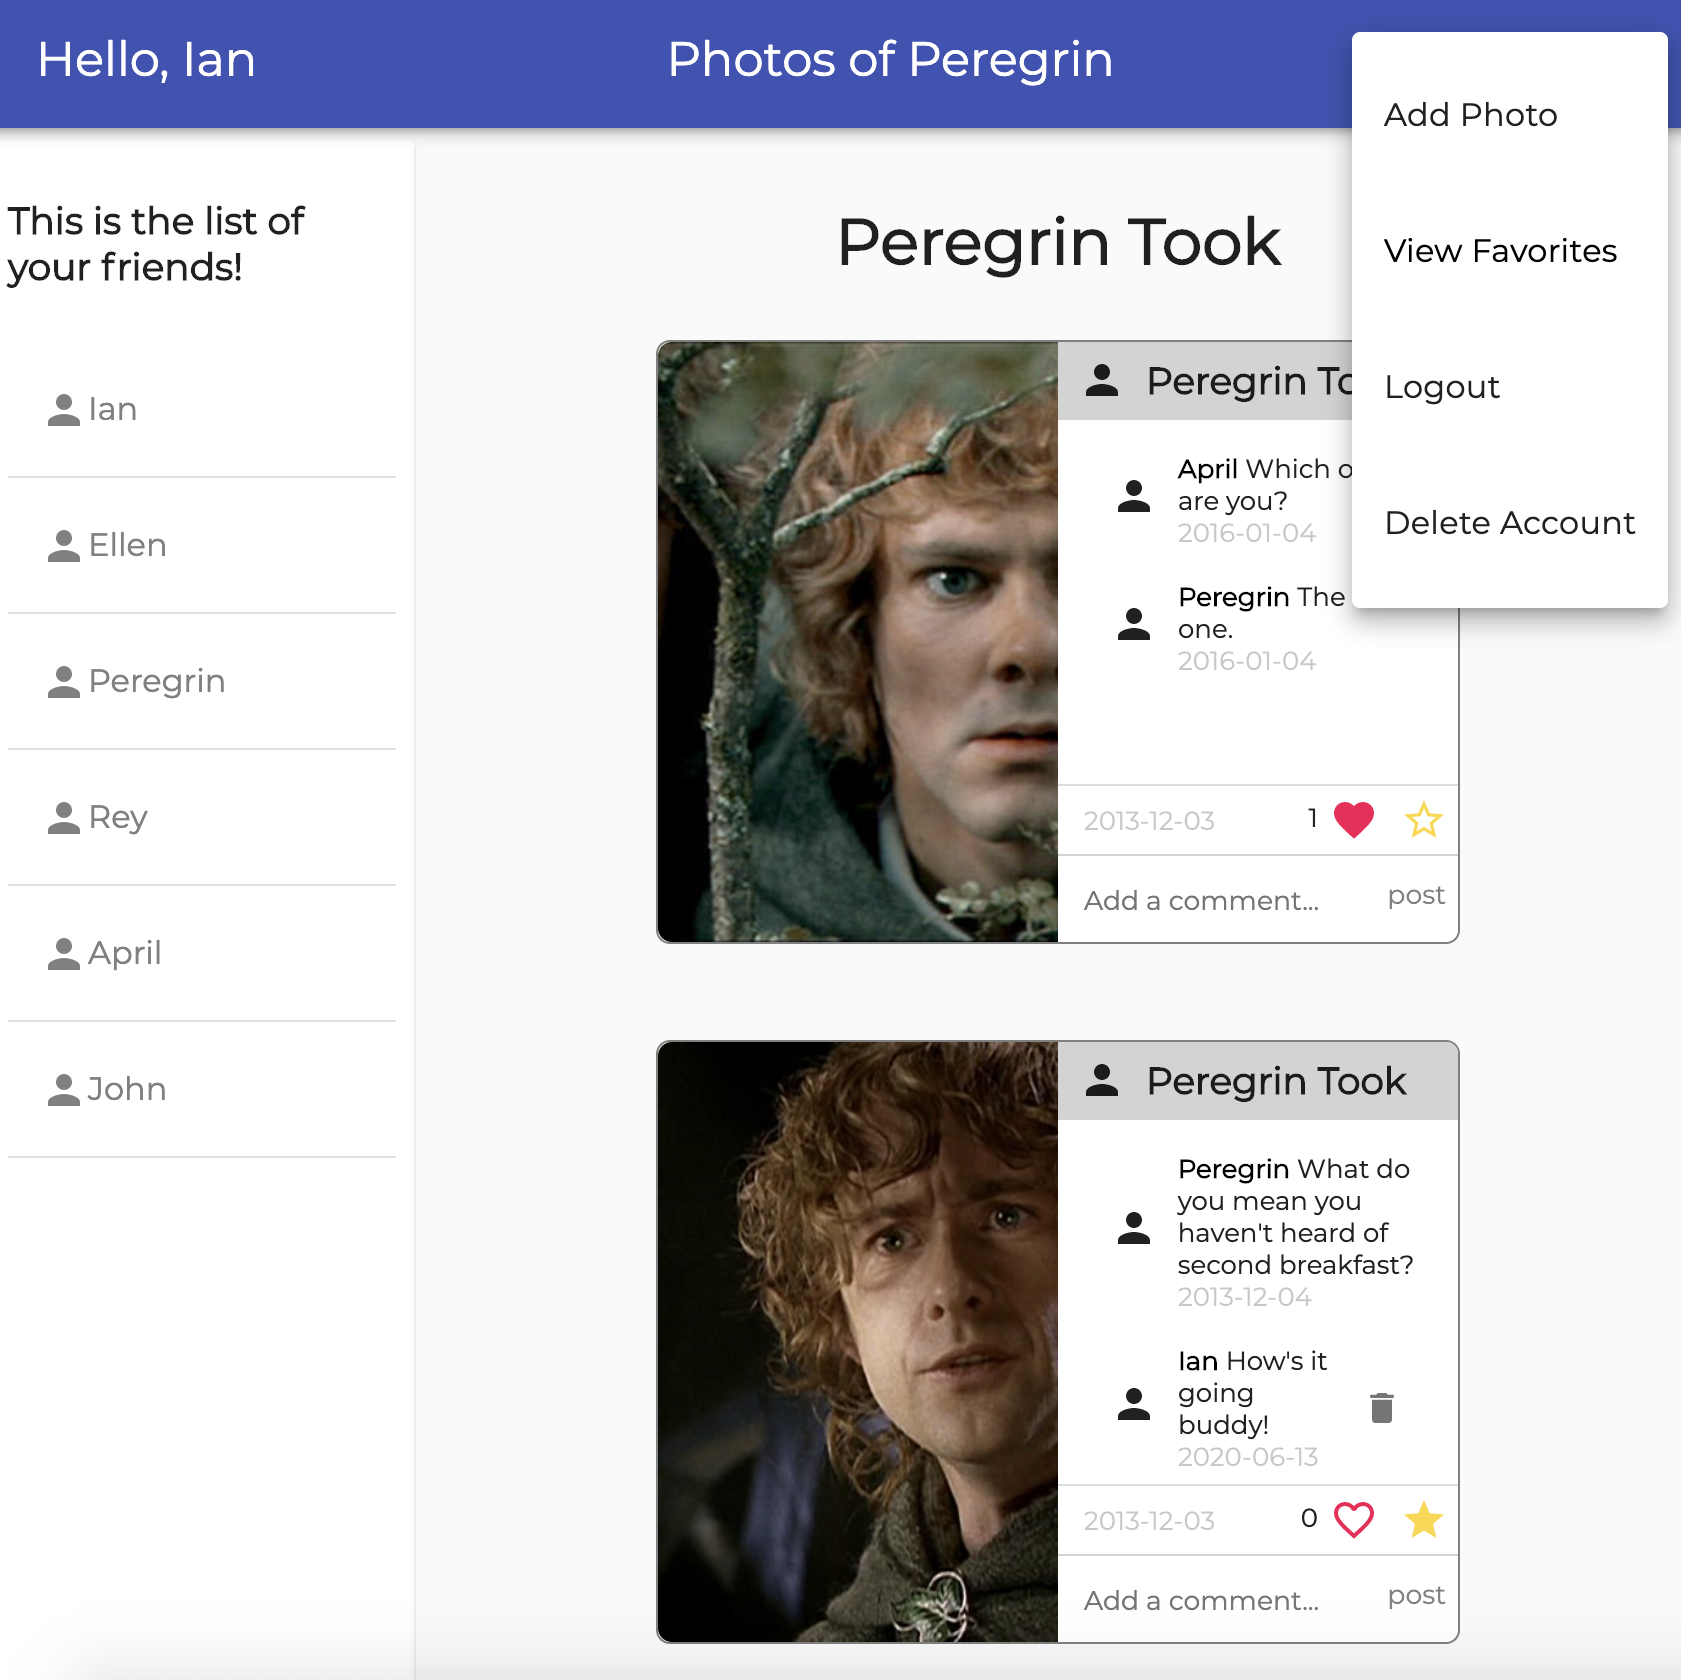 Hello, Ian
Photos of Peregrin
Add Photo
View Favorites
Logout
Delete Account
This is the list of
your friends!
Ian
Ellen
Peregrin
Rey
April
John
Peregrin Took
Peregrin
April Which
are you?
2016-01-04
Peregrin The
one.
2016-01-04
2013-12-03
1
Add a comment...
post
Peregrin Took
Peregrin What do
you mean you
haven't heard of
second breakfast?
2013-12-04
Ian How's it
going
buddy!
2020-06-13
2013-12-03
0
Add a comment...
post